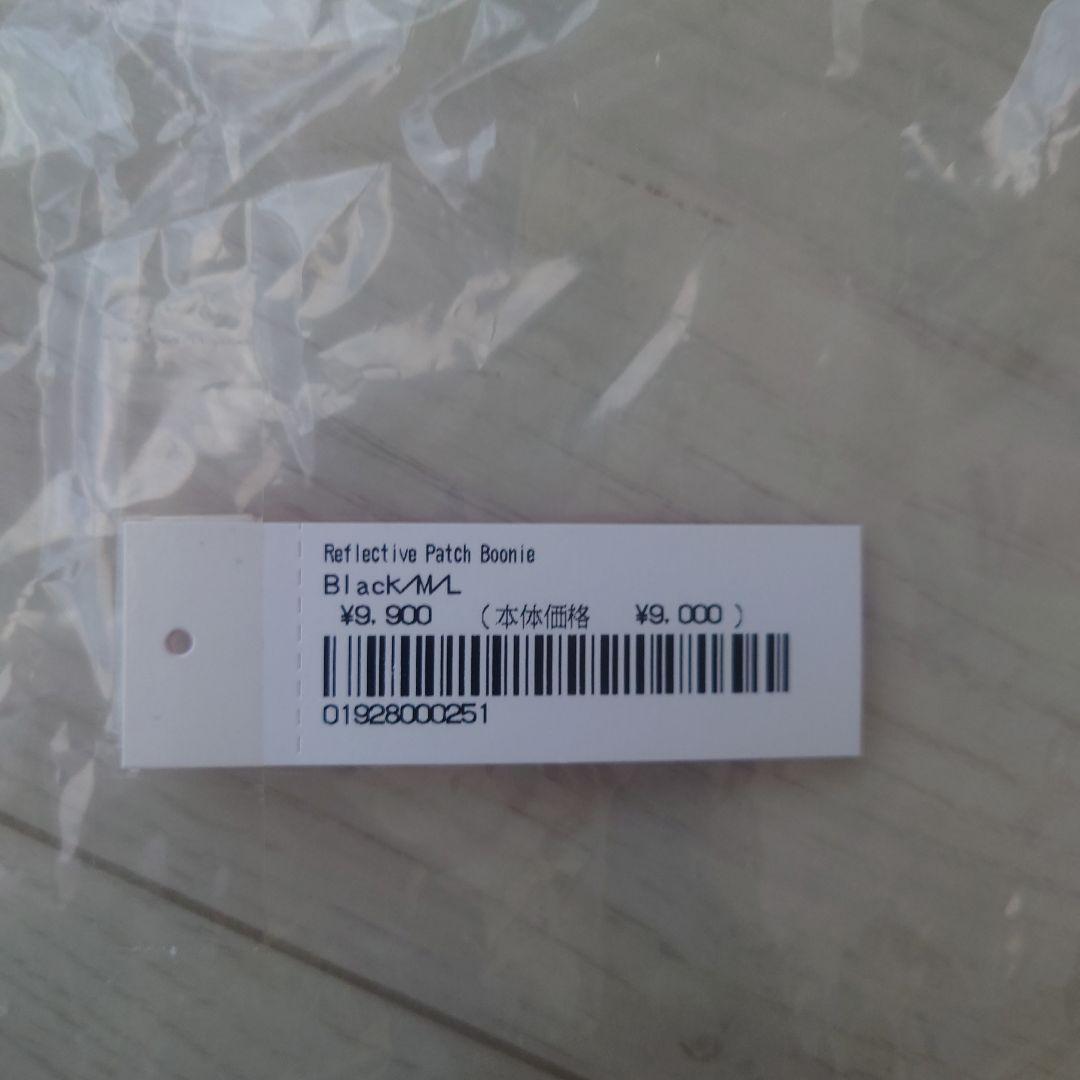 Reflective Patch Boonie
Black/M/L
¥9,900 (本体価格 ¥9,000)
01928000251